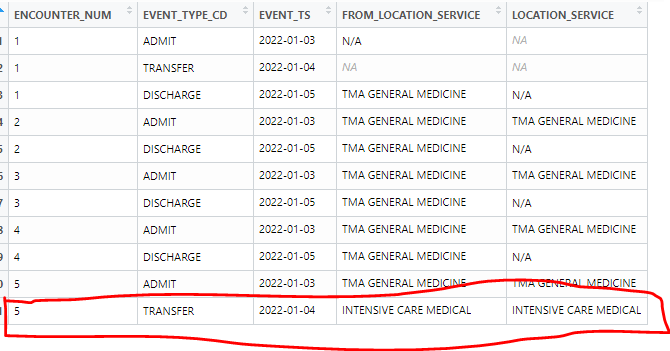 ENCOUNTER_NUM EVENT_TYPE_CD EVENT_TS FROM_LOCATION_SERVICE LOCATION_SERVICE
1 1 ADMIT 2022-01-03 N/A NA
2 1 TRANSFER 2022-01-04 NA NA
3 1 DISCHARGE 2022-01-05 TMA GENERAL MEDICINE N/A
4 2 ADMIT 2022-01-03 TMA GENERAL MEDICINE TMA GENERAL MEDICINE
5 2 DISCHARGE 2022-01-05 TMA GENERAL MEDICINE N/A
6 3 ADMIT 2022-01-03 TMA GENERAL MEDICINE TMA GENERAL MEDICINE
7 3 DISCHARGE 2022-01-05 TMA GENERAL MEDICINE N/A
8 4 ADMIT 2022-01-03 TMA GENERAL MEDICINE TMA GENERAL MEDICINE
9 4 DISCHARGE 2022-01-05 TMA GENERAL MEDICINE N/A
0 5 ADMIT 2022-01-03 TMA GENERAL MEDICINE TMA GENERAL MEDICINE
1 5 TRANSFER 2022-01-04 INTENSIVE CARE MEDICAL INTENSIVE CARE MEDICAL